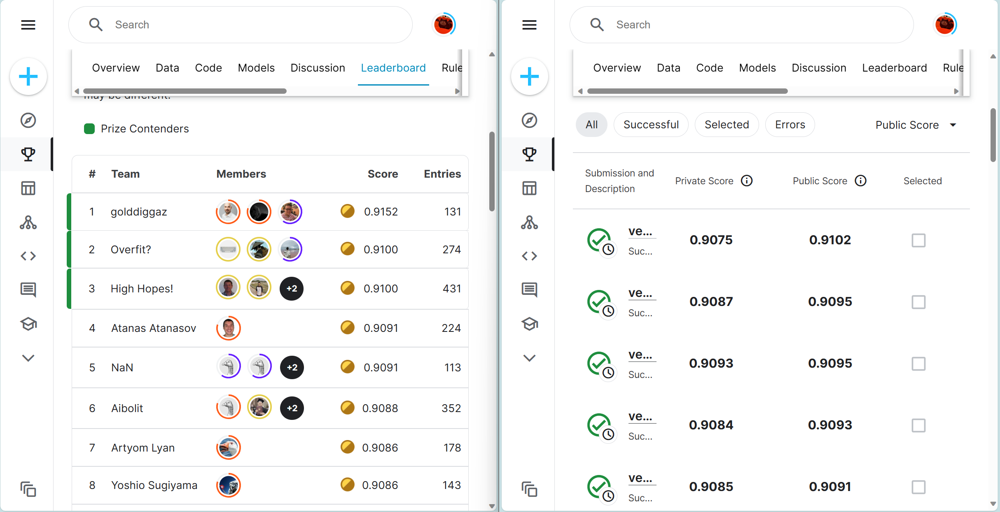 Search
Overview Data Code Models Discussion Leaderboard Rule
may be different.
Prize Contenders
# Team Members Score Entries
1 golddiggaz 0.9152 131
2 Overfit? 0.9100 274
3 High Hopes! +2 0.9100 431
4 Atanas Atanasov 0.9091 224
5 NaN +2 0.9091 113
6 Aibolit +2 0.9088 352
7 Artyom Lyan 0.9086 178
8 Yoshio Sugiyama 0.9086 143
Search
Overview Data Code Models Discussion Leaderboard Rule
All Successful Selected Errors Public Score
Submission and
Description
Private Score Public Score Selected
ve...
Suc...
0.9075 0.9102
ve...
Suc...
0.9087 0.9095
ve...
Suc...
0.9093 0.9095
ve...
Suc...
0.9084 0.9093
ve...
Suc...
0.9085 0.9091